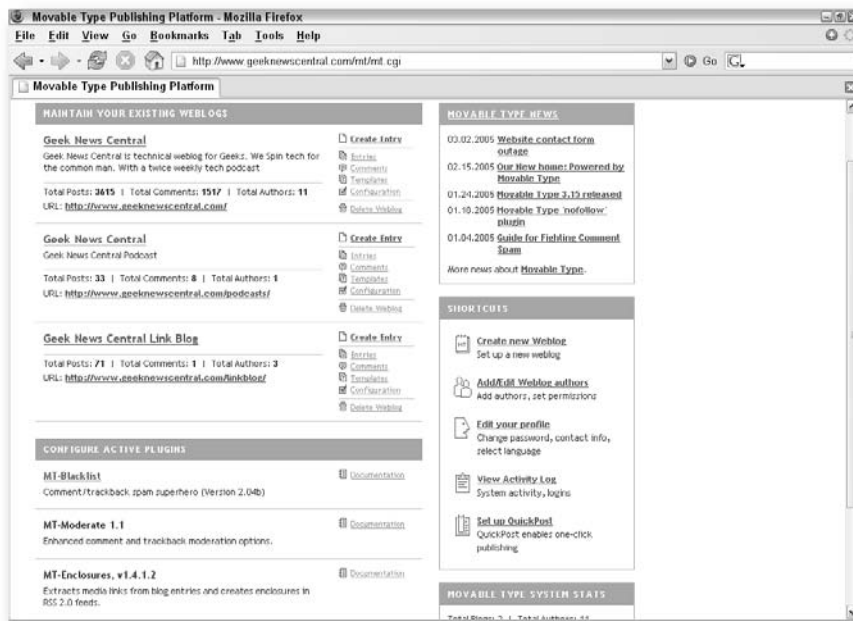 Movable Type Publishing Platform - Mozilla Firefox
File Edit View Go Bookmarks Tab Tools Help
http://www.geeknewscentral.com/mt/mt.cgi
Go
Movable Type Publishing Platform
MAINTAIN YOUR EXISTING WEBLOGS
Geek News Central
Geek News Central is technical weblog for Geeks. We Spin tech for
the common man. With a twice weekly tech podcast
Total Posts: 3615 | Total Comments: 1517 | Total Authors: 11
URL: http://www.geeknewscentral.com/
Create Entry
Entries
Comments
Templates
Configuration
Delete Weblog
Geek News Central
Geek News Central Podcast
Total Posts: 33 | Total Comments: 8 | Total Authors: 1
URL: http://www.geeknewscentral.com/podcasts/
Create Entry
Entries
Comments
Templates
Configuration
Delete Weblog
Geek News Central Link Blog
Total Posts: 71 | Total Comments: 1 | Total Authors: 3
URL: http://www.geeknewscentral.com/linkblog/
Create Entry
Entries
Comments
Templates
Configuration
Delete Weblog
CONFIGURE ACTIVE PLUGINS
MT-Blacklist
Comment/trackback spam superhero (Version 2.04b)
Documentation
MT-Moderate 1.1
Enhanced comment and trackback moderation options.
Documentation
MT-Enclosures, v1.4.1.2
Extracts media links from blog entries and creates enclosures in
RSS 2.0 feeds.
Documentation
MOVABLE TYPE NEWS
03.02.2005 Website contact form
outage
02.15.2005 Our New home: Powered by
Movable Type
01.24.2005 Movable Type 3.15 released
01.10.2005 Movable Type 'nofollow'
plugin
01.04.2005 Guide for Fighting Comment
Spam
More news about Movable Type.
SHORTCUTS
Create new Weblog
Set up a new weblog
Add/Edit Weblog authors
Add authors, set permissions
Edit your profile
Change password, contact info,
select language
View Activity Log
System activity, logins
Set up QuickPost
QuickPost enables one-click
publishing
MOVABLE TYPE SYSTEM STATS